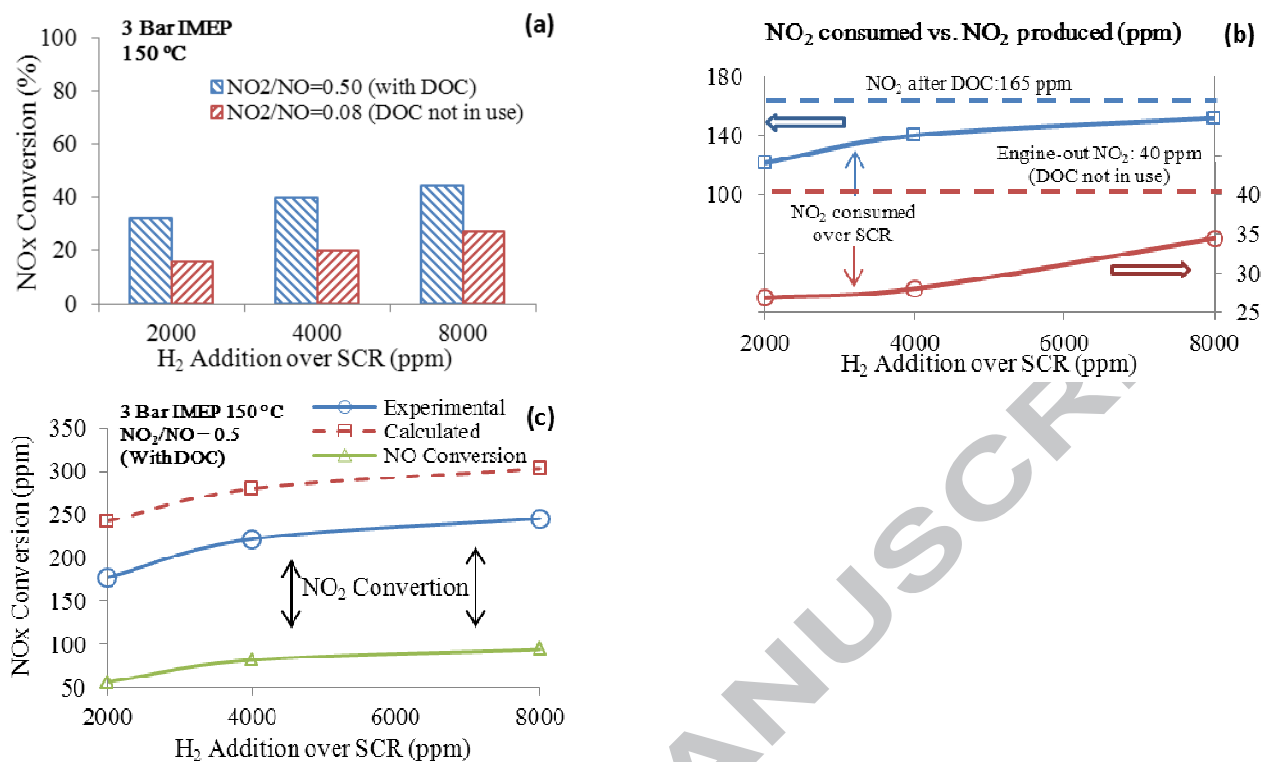 3 Bar IMEP
150 ºC
(a)
NO2/NO=0.50 (with DOC)
NO2/NO=0.08 (DOC not in use)
NOx Conversion (%)
100
80
60
40
20
0
2000
4000
8000
H2 Addition over SCR (ppm)
NO2 consumed vs. NO2 produced (ppm)
(b)
180
140
100
NO2 after DOC:165 ppm
Engine-out NO2: 40 ppm
(DOC not in use)
NO2 consumed
over SCR
40
35
30
25
2000
4000
6000
8000
H2 Addition over SCR (ppm)
3 Bar IMEP 150 °C
NO2/NO = 0.5
(With DOC)
(c)
Experimental
Calculated
NO Conversion
NOx Conversion (ppm)
350
300
250
200
150
100
50
NO2 Convertion
2000
4000
6000
8000
H2 Addition over SCR (ppm)
ANUSCR